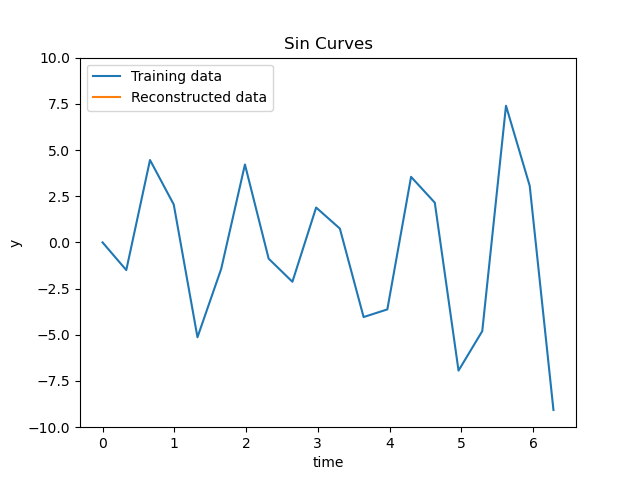 Sin Curves
Training data
Reconstructed data
10.0
7.5
5.0
2.5
0.0
−2.5
−5.0
−7.5
−10.0
y
0 1 2 3 4 5 6
time